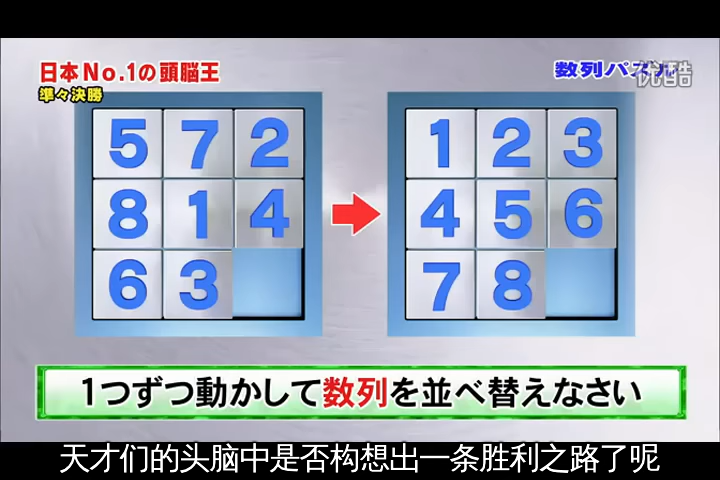 日本No.1の頭脳王
準々決勝
数列パズル
优酷
5 7 2
8 1 4
6 3
1 2 3
4 5 6
7 8
1つずつ動かして数列を並べ替えなさい
天才们的头脑中是否构想出一条胜利之路了呢